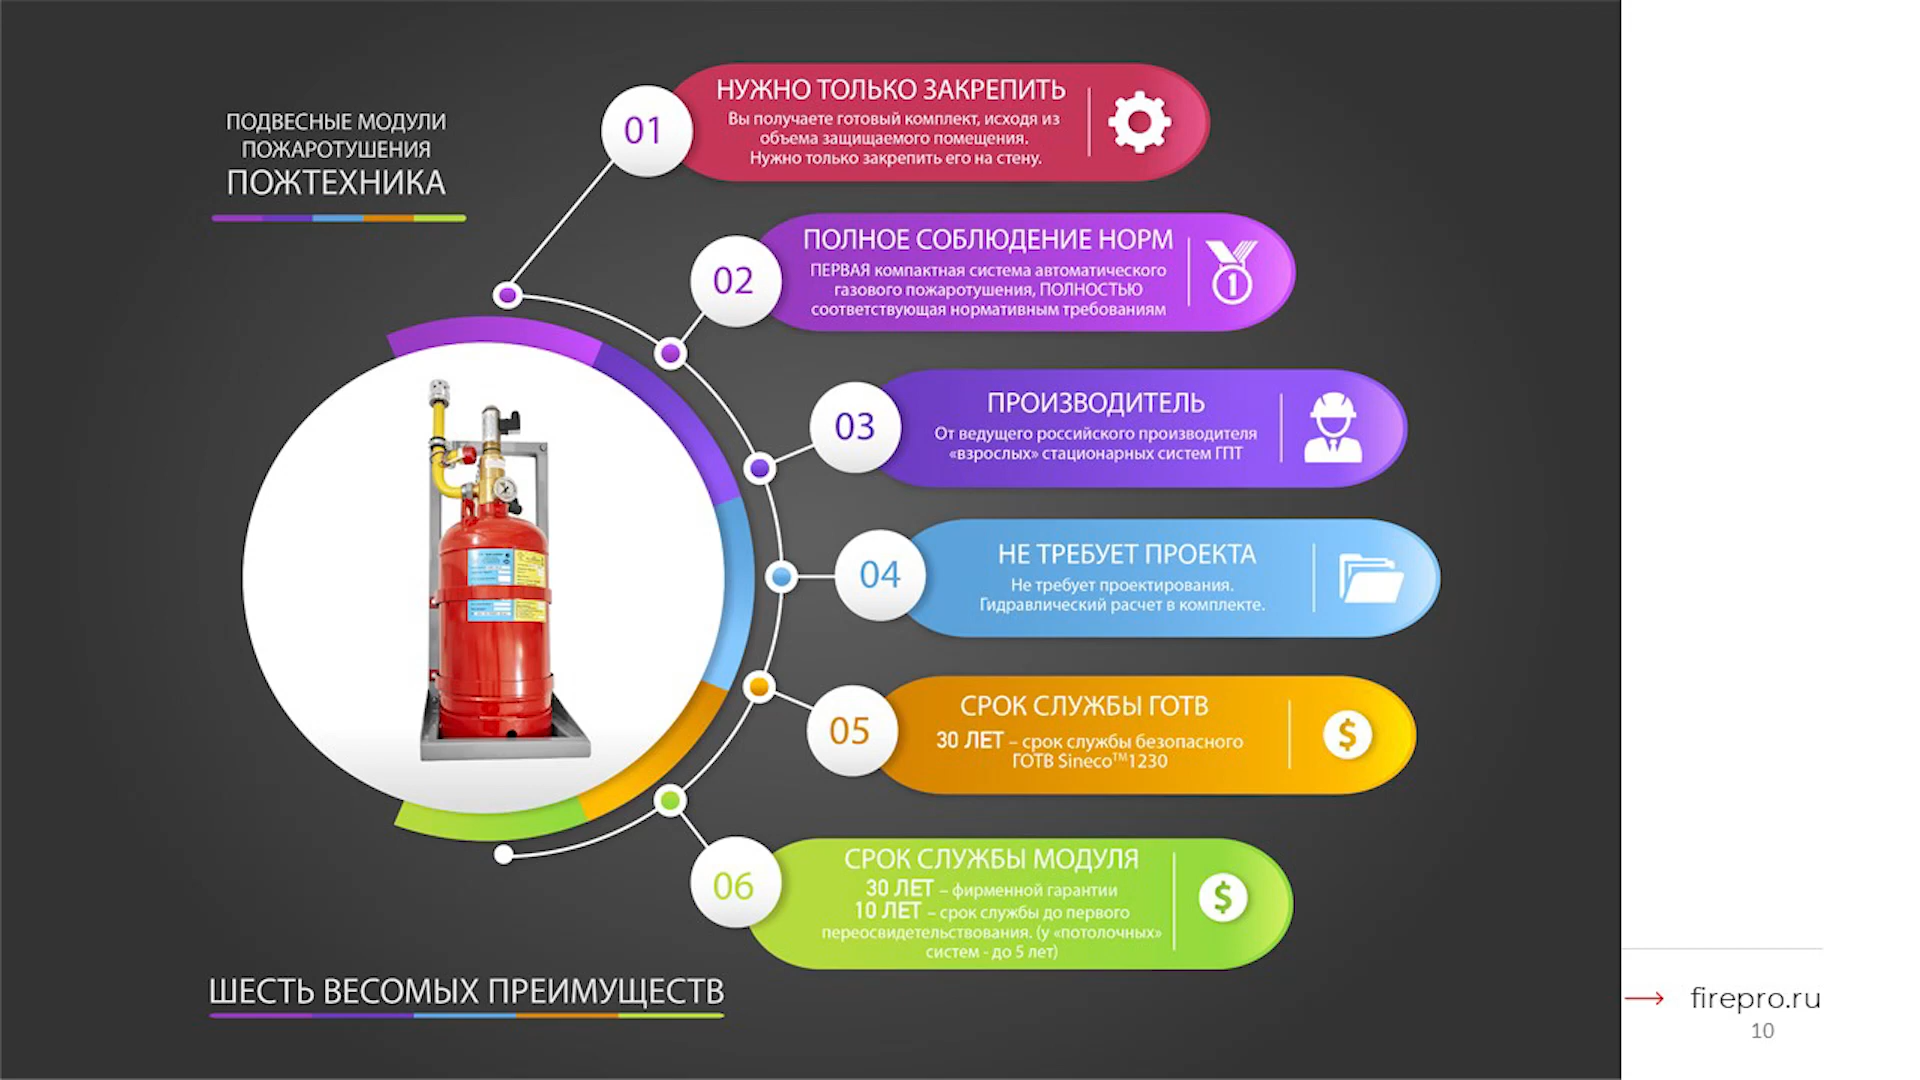 ПОДВЕСНЫЕ МОДУЛИ
ПОЖАРОТУШЕНИЯ
ПОЖТЕХНИКА
01
НУЖНО ТОЛЬКО ЗАКРЕПИТЬ
Вы получаете готовый комплект, исходя из
объема защищаемого помещения.
Нужно только закрепить его на стену.
02
ПОЛНОЕ СОБЛЮДЕНИЕ НОРМ
ПЕРВАЯ компактная система автоматического
газового пожаротушения, ПОЛНОСТЬЮ
соответствующая нормативным требованиям
1
03
ПРОИЗВОДИТЕЛЬ
От ведущего российского производителя
«взрослых» стационарных систем ГПТ
04
НЕ ТРЕБУЕТ ПРОЕКТА
Не требует проектирования.
Гидравлический расчет в комплекте.
05
СРОК СЛУЖБЫ ГОТВ
30 ЛЕТ – срок службы безопасного
ГОТВ Sineco™1230
$
06
СРОК СЛУЖБЫ МОДУЛЯ
30 ЛЕТ – фирменной гарантии
10 ЛЕТ – срок службы до первого
переосвидетельствования. (у «потолочных»
систем - до 5 лет)
$
ШЕСТЬ ВЕСОМЫХ ПРЕИМУЩЕСТВ
firepro.ru
10